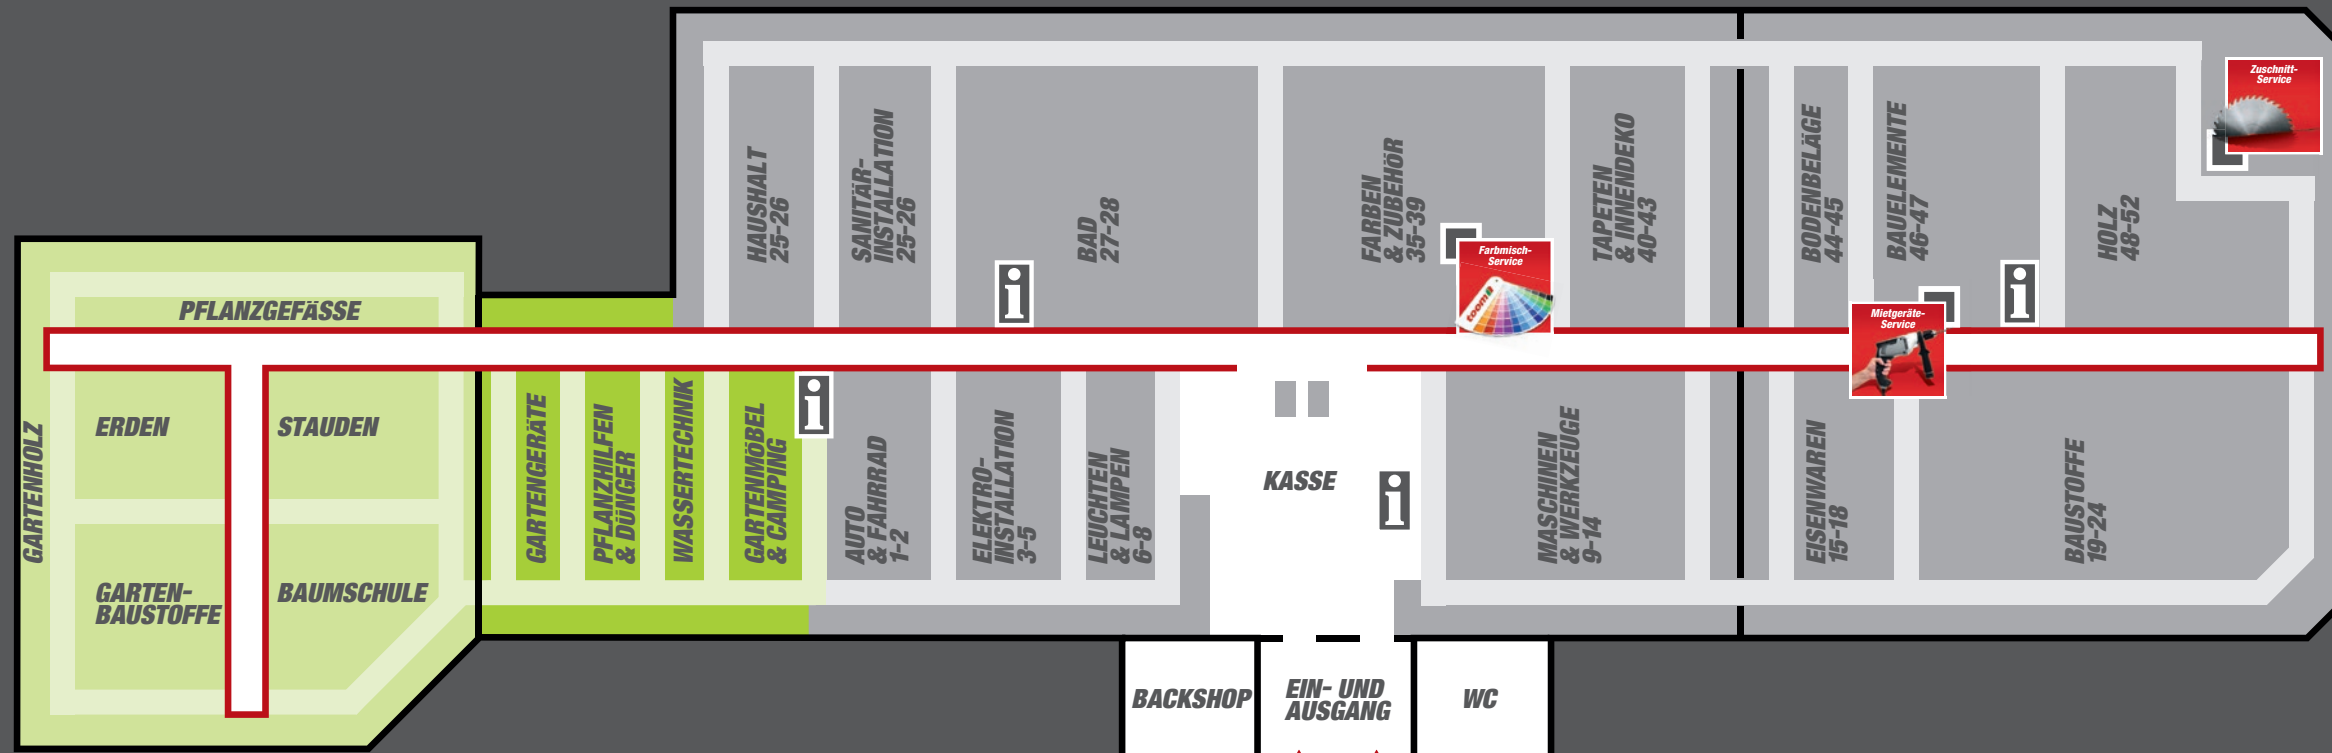 HAUSHALT
25-26
SANITÄR-
INSTALLATION
25-26
BAD
27-28
FARBEN
& ZUBEHÖR
35-39
Farbmisch-
Service
toom
TAPETEN
& INNENDEKO
40-43
BODENBELÄGE
44-45
BAUELEMENTE
46-47
HOLZ
48-52
Zuschnitt-
Service
Mietgeräte-
Service
PFLANZGEFÄSSE
GARTENHOLZ
ERDEN
STAUDEN
GARTEN-
BAUSTOFFE
BAUMSCHULE
GARTENGERÄTE
PFLANZHILFEN
& DÜNGER
WASSERTECHNIK
GARTENMÖBEL
& CAMPING
AUTO
& FAHRRAD
1-2
ELEKTRO-
INSTALLATION
3-5
LEUCHTEN
& LAMPEN
6-8
KASSE
MASCHINEN
& WERKZEUGE
9-14
EISENWAREN
15-18
BAUSTOFFE
19-24
BACKSHOP
EIN- UND
AUSGANG
WC
i
i
i
i